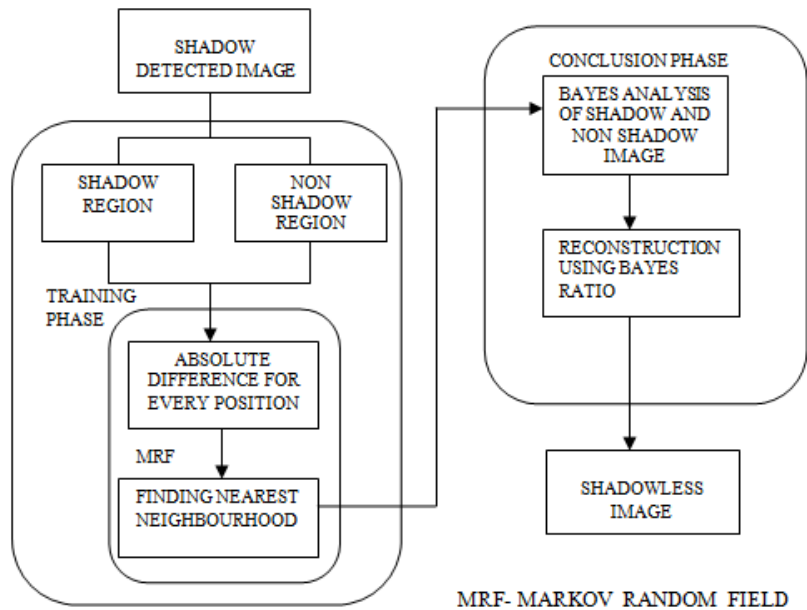 SHADOW
DETECTED IMAGE
SHADOW
REGION
NON
SHADOW
REGION
TRAINING
PHASE
ABSOLUTE
DIFFERENCE FOR
EVERY POSITION
MRF
FINDING NEAREST
NEIGHBOURHOOD
CONCLUSION PHASE
BAYES ANALYSIS
OF SHADOW AND
NON SHADOW
IMAGE
RECONSTRUCTION
USING BAYES
RATIO
SHADOWLESS
IMAGE
MRF- MARKOV RANDOM FIELD